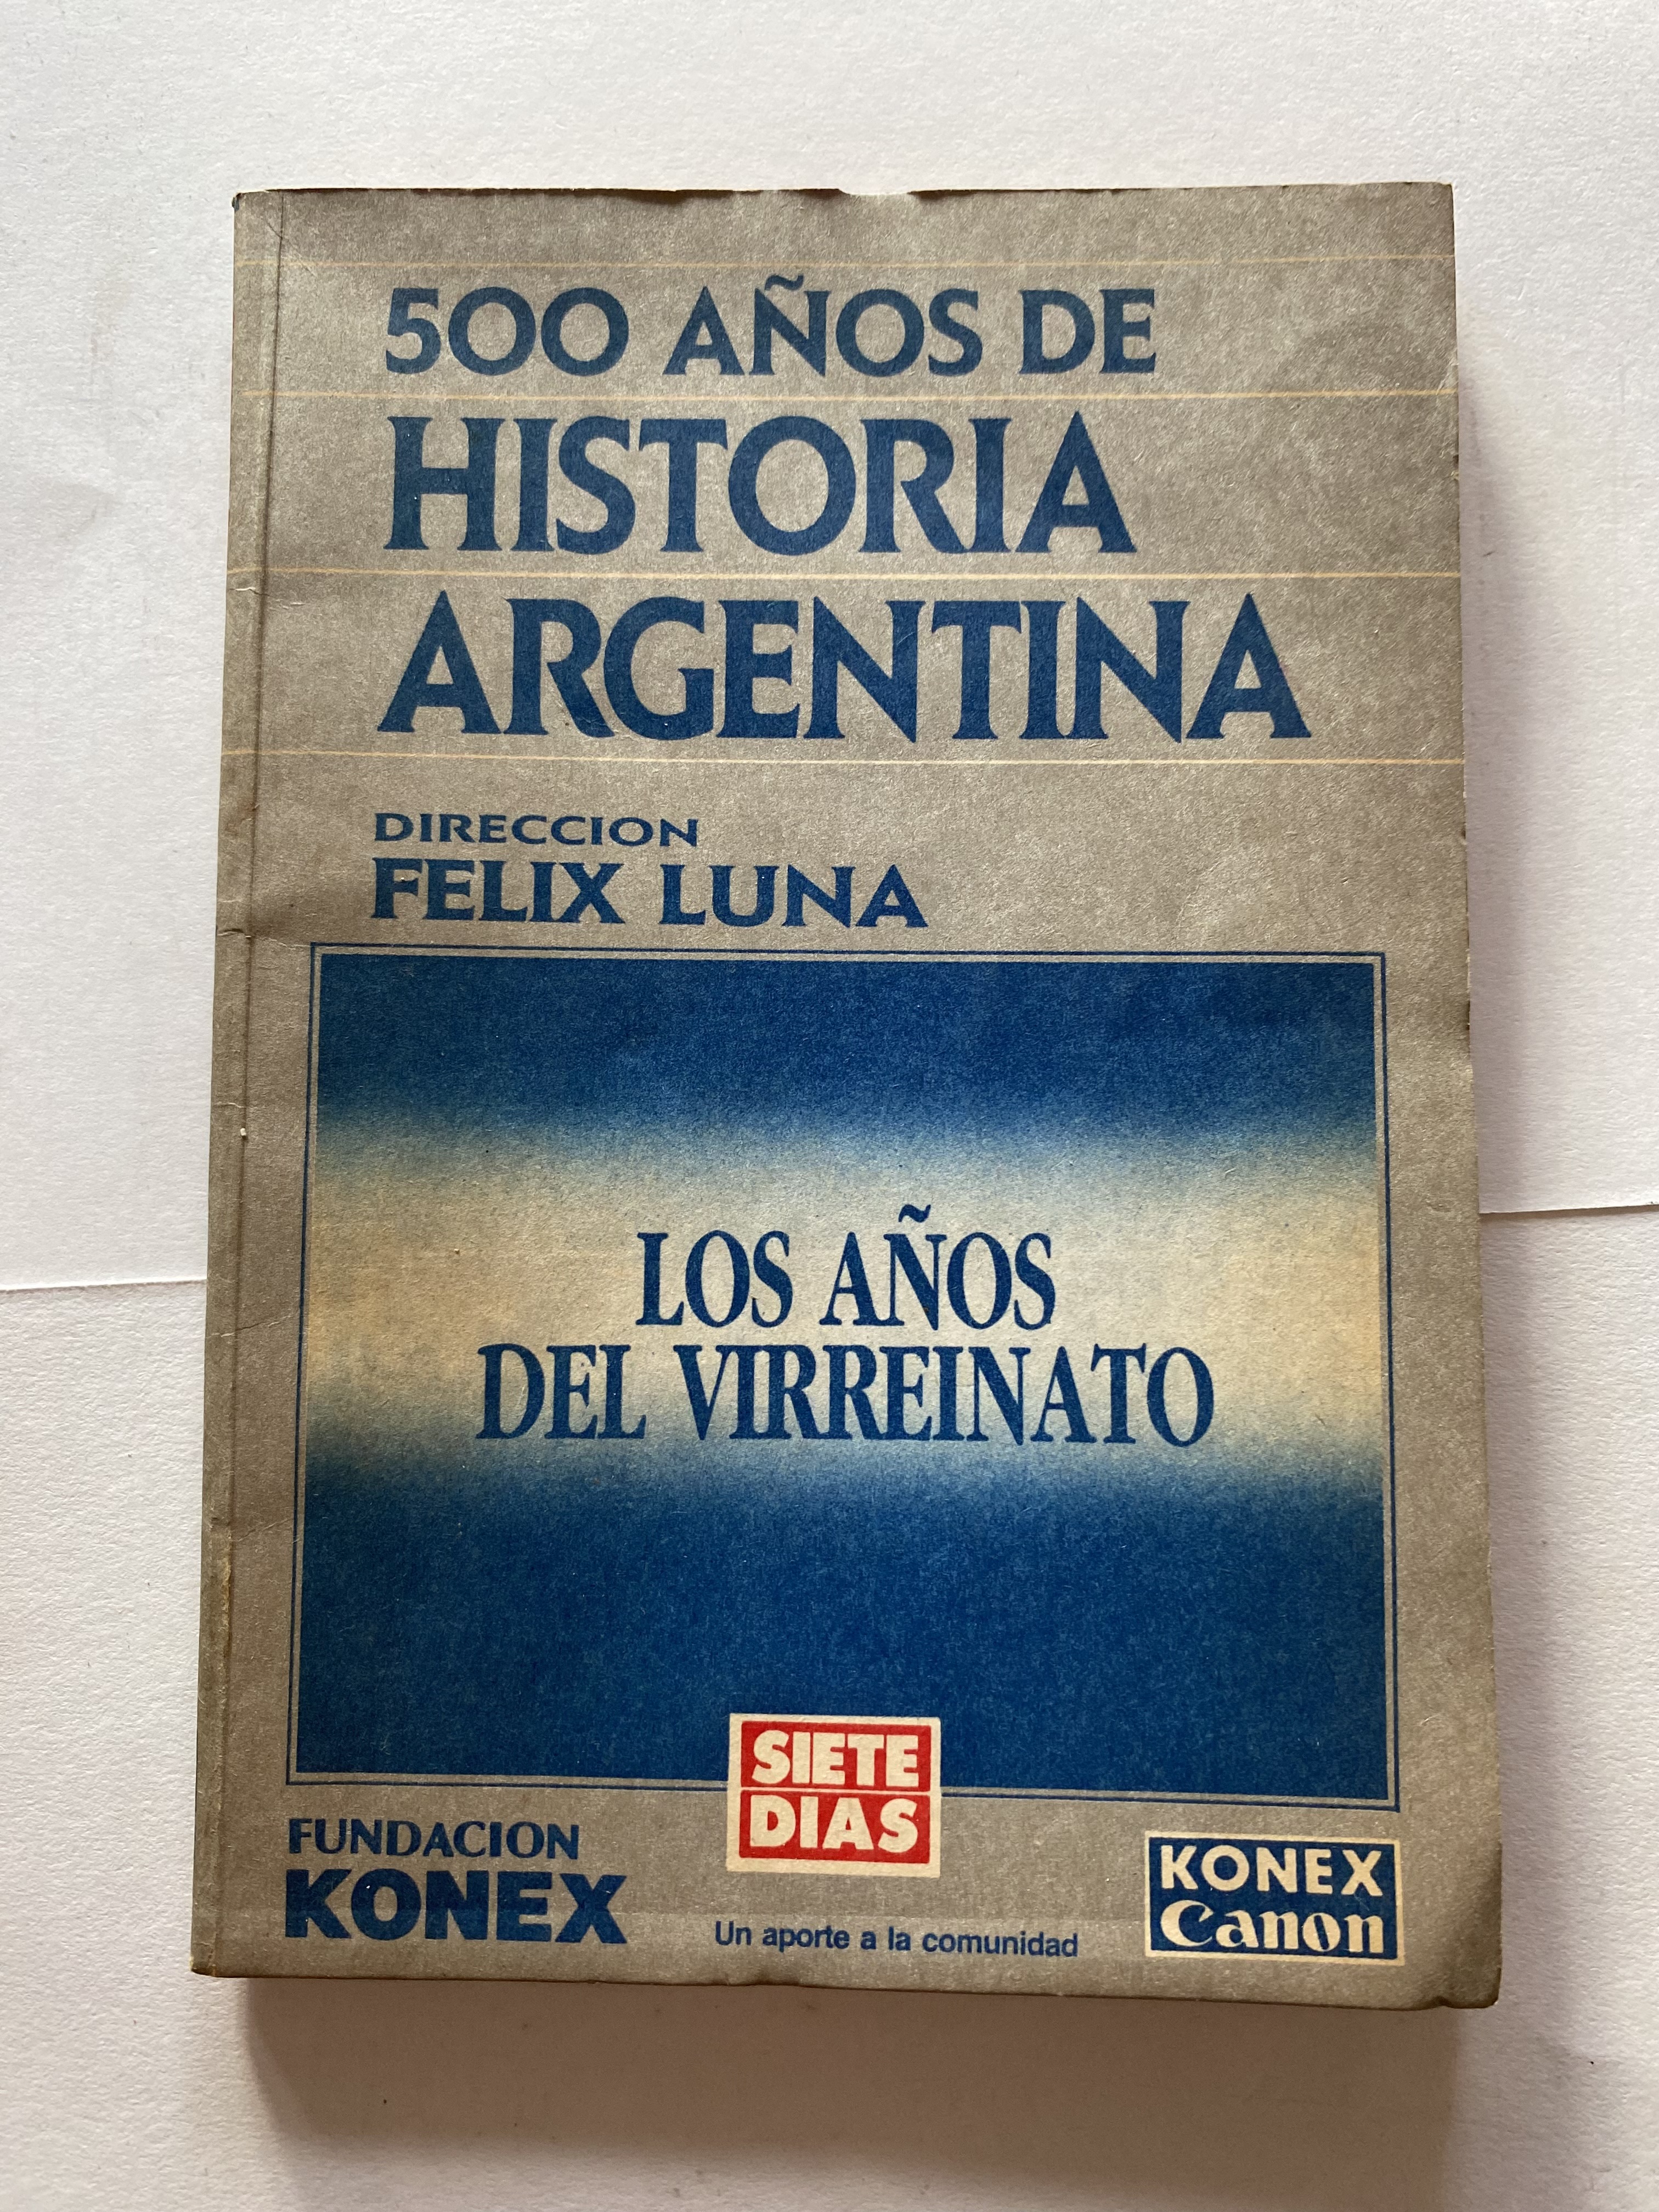 500 AÑOS DE
HISTORIA
ARGENTINA
DIRECCION
FELIX LUNA
LOS AÑOS
DEL VIRREINATO
SIETE
DIAS
FUNDACION
KONEX
Un aporte a la comunidad
KONEX
Canon